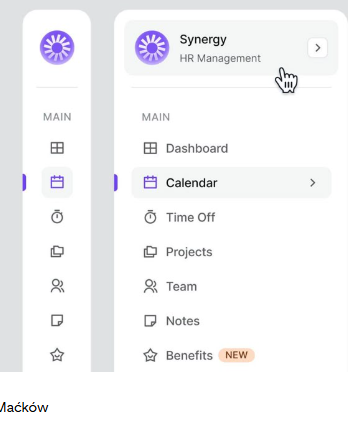 Synergy
HR Management
MAIN
MAIN
Dashboard
Calendar
Time Off
Projects
Team
Notes
Benefits NEW
Maćków